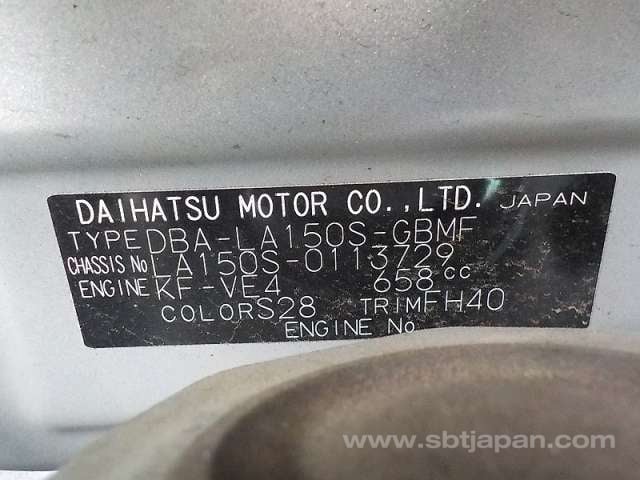 DAIHATSU MOTOR CO.,LTD. JAPAN
TYPE DBA-LA150S-GBMF
CHASSIS No LA150S-0113729
ENGINE KF-VE4 658cc
COLOR S28 TRIM FH40
ENGINE No
www.sbtjapan.com